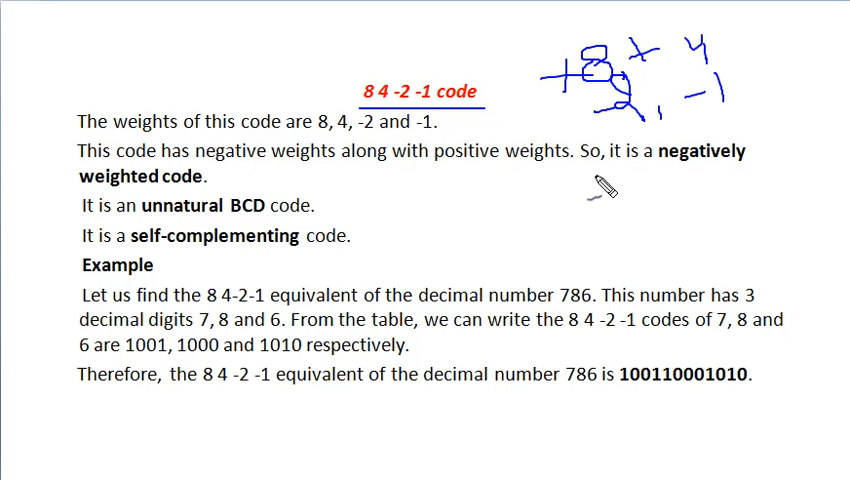 8 4 -2 -1 code
The weights of this code are 8, 4, -2 and -1.
This code has negative weights along with positive weights. So, it is a negatively
weighted code.
It is an unnatural BCD code.
It is a self-complementing code.
Example
Let us find the 8 4-2-1 equivalent of the decimal number 786. This number has 3
decimal digits 7, 8 and 6. From the table, we can write the 8 4 -2 -1 codes of 7, 8 and
6 are 1001, 1000 and 1010 respectively.
Therefore, the 8 4 -2 -1 equivalent of the decimal number 786 is 100110001010.
+8 + 4
-1